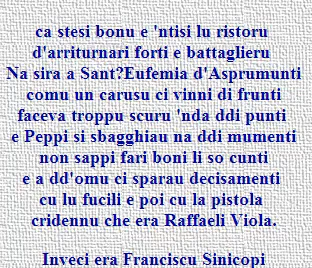 ca stesi bonu e 'ntisi lu ristoru
d'arriturnari forti e battaglieru
Na sira a Sant?Eufemia d'Asprumunti
comu un carusu ci vinni di frunti
faceva troppu scuru 'nda ddi punti
e Peppi si sbagghiau na ddi mumenti
non sappi fari boni li so cunti
e a dd'omu ci sparau decisamenti
cu lu fucili e poi cu la pistola
cridennu che era Raffaeli Viola.
Inveci era Franciscu Sinicopi